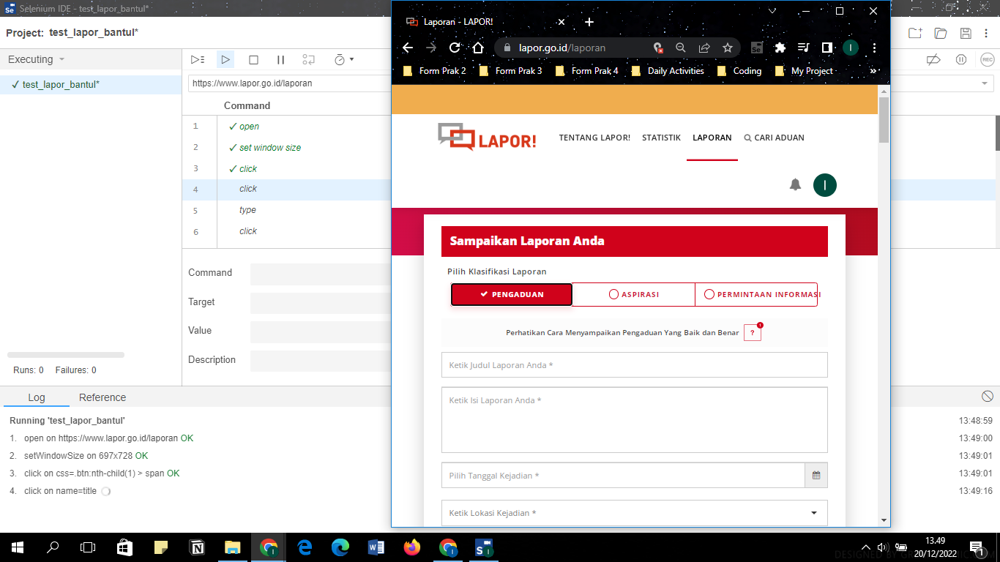 Selenium IDE - test_lapor_bantul*
Project: test_lapor_bantul*
Executing
✓ test_lapor_bantul*
https://www.lapor.go.id/laporan
Command
1 ✓ open
2 ✓ set window size
3 ✓ click
4 click
5 type
6 click
Command
Target
Value
Description
Runs: 0 Failures: 0
Log Reference
Running 'test_lapor_bantul' 13:48:59
1. open on https://www.lapor.go.id/laporan OK 13:49:00
2. setWindowSize on 697x728 OK 13:49:01
3. click on css=.btn:nth-child(1) > span OK 13:49:01
4. click on name=title 13:49:16
REC
Laporan - LAPOR!
lapor.go.id/laporan
Se
I
Form Prak 2 Form Prak 3 Form Prak 4 Daily Activities Coding My Project »
LAPOR!
TENTANG LAPOR! STATISTIK LAPORAN CARI ADUAN
I
Sampaikan Laporan Anda
Pilih Klasifikasi Laporan
PENGADUAN ASPIRASI PERMINTAAN INFORMASI
Perhatikan Cara Menyampaikan Pengaduan Yang Baik dan Benar ? 1
Ketik Judul Laporan Anda *
Ketik Isi Laporan Anda *
Pilih Tanggal Kejadian *
Ketik Lokasi Kejadian *
13.49
20/12/2022
1